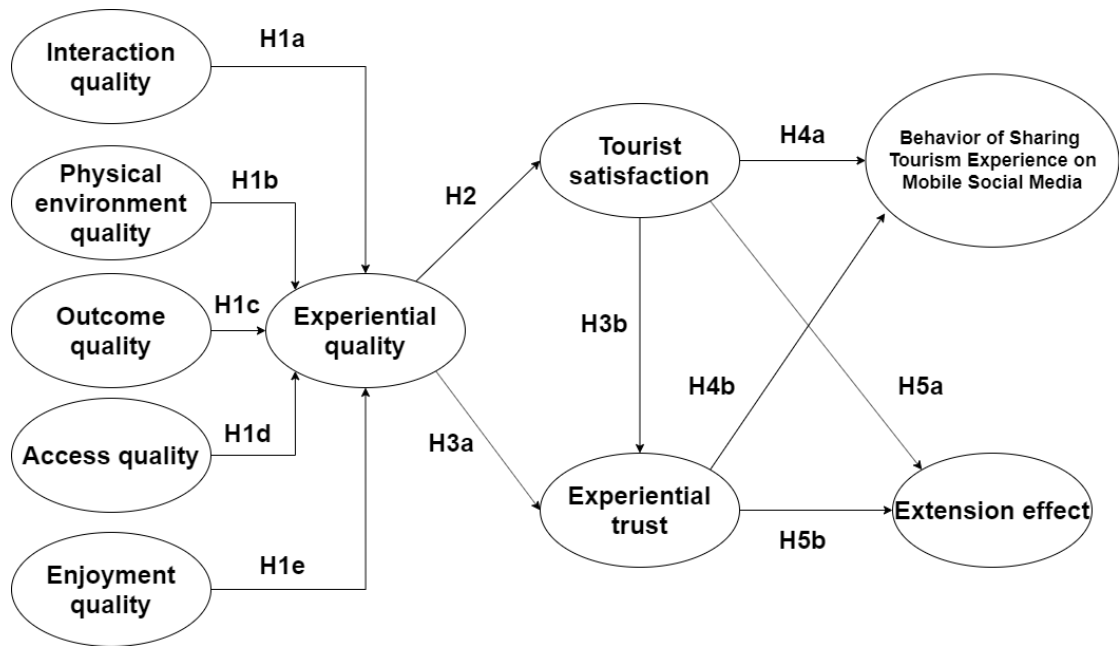 Interaction
quality
H1a
Physical
environment
quality
H1b
Outcome
quality
H1c
Access quality
H1d
Enjoyment
quality
H1e
Experiential
quality
H2
H3a
Tourist
satisfaction
H3b
Experiential
trust
H4a
H4b
H5a
H5b
Behavior of Sharing
Tourism Experience on
Mobile Social Media
Extension effect